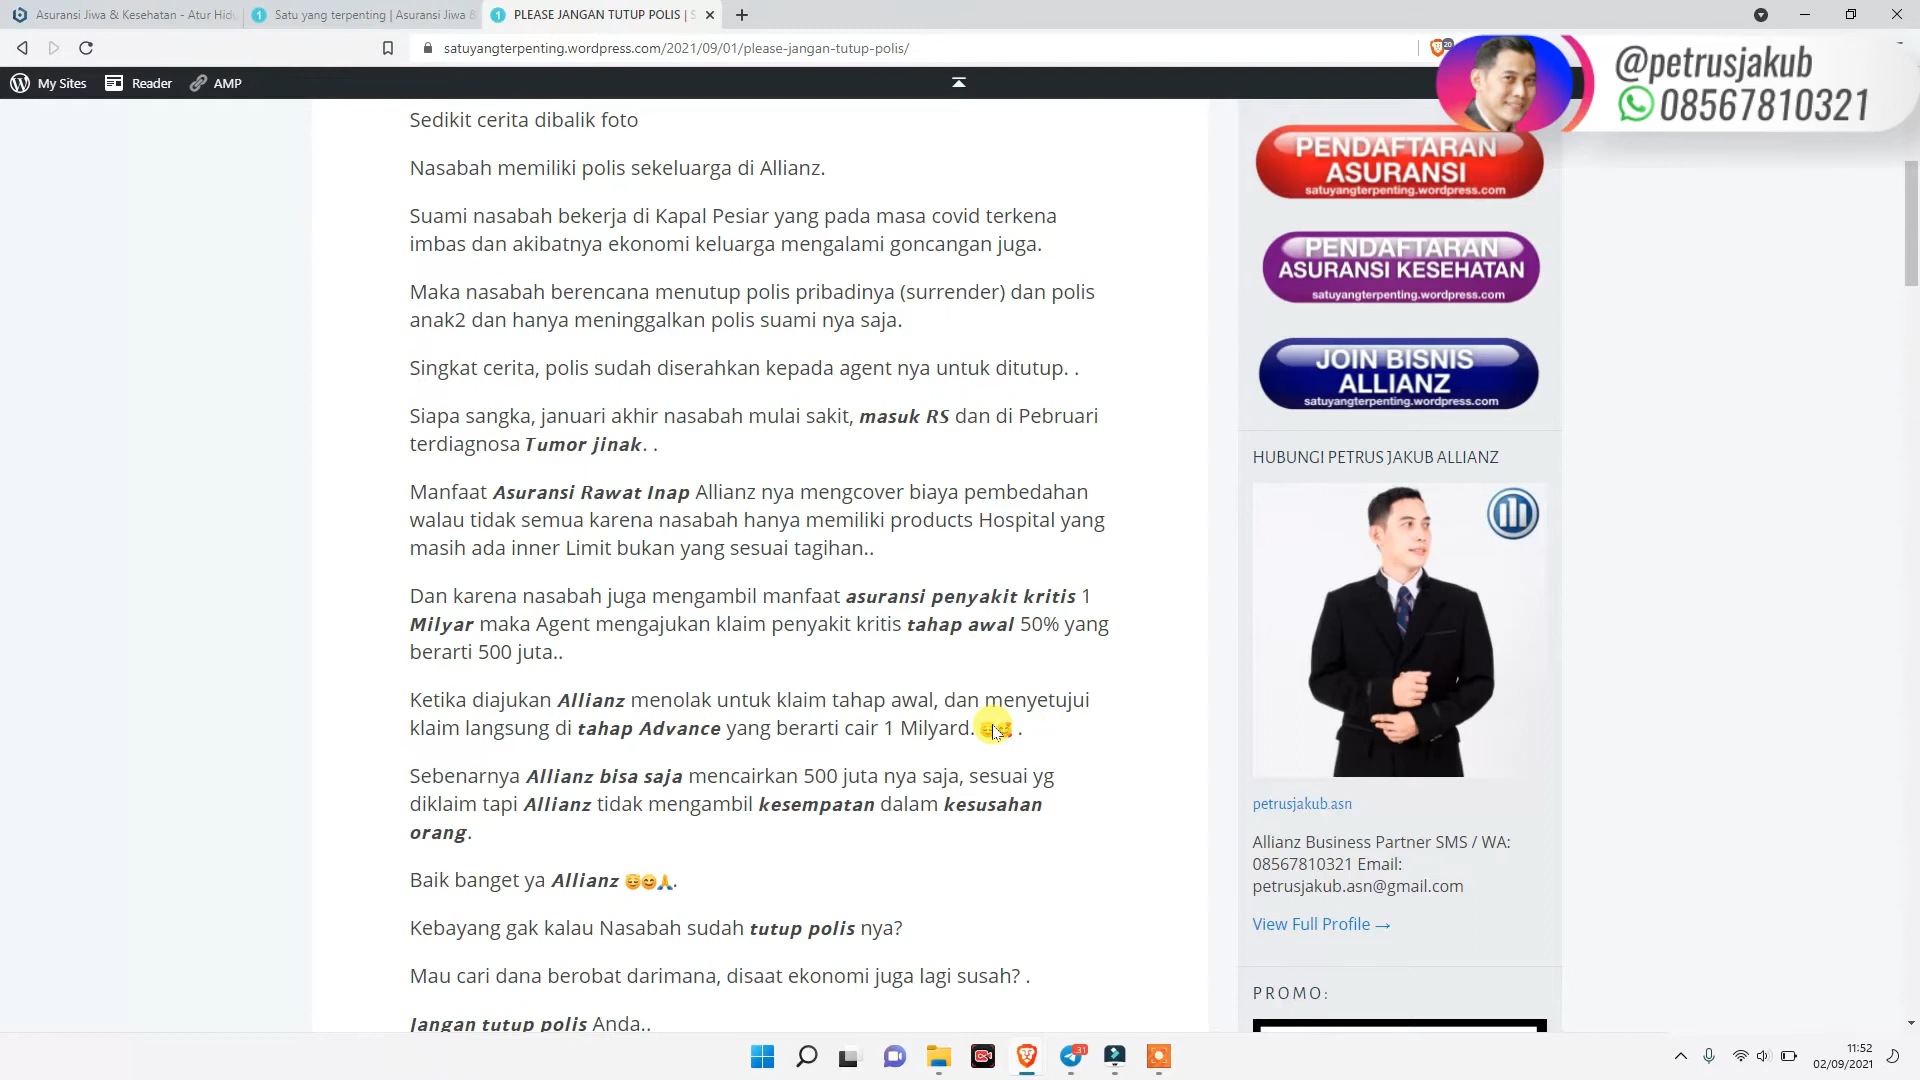 Asuransi Jiwa & Kesehatan - Atur Hidu
Satu yang terpenting | Asuransi Jiwa &
PLEASE JANGAN TUTUP POLIS | S
satuyangterpenting.wordpress.com/2021/09/01/please-jangan-tutup-polis/
20
My Sites
Reader
AMP
@petrusjakub
08567810321
Sedikit cerita dibalik foto
Nasabah memiliki polis sekeluarga di Allianz.
Suami nasabah bekerja di Kapal Pesiar yang pada masa covid terkena
imbas dan akibatnya ekonomi keluarga mengalami goncangan juga.
Maka nasabah berencana menutup polis pribadinya (surrender) dan polis
anak2 dan hanya meninggalkan polis suami nya saja.
Singkat cerita, polis sudah diserahkan kepada agent nya untuk ditutup. .
Siapa sangka, januari akhir nasabah mulai sakit, masuk RS dan di Pebruari
terdiagnosa Tumor jinak. .
Manfaat Asuransi Rawat Inap Allianz nya mengcover biaya pembedahan
walau tidak semua karena nasabah hanya memiliki products Hospital yang
masih ada inner Limit bukan yang sesuai tagihan..
Dan karena nasabah juga mengambil manfaat asuransi penyakit kritis 1
Milyar maka Agent mengajukan klaim penyakit kritis tahap awal 50% yang
berarti 500 juta..
Ketika diajukan Allianz menolak untuk klaim tahap awal, dan menyetujui
klaim langsung di tahap Advance yang berarti cair 1 Milyard. 😇🥰 .
Sebenarnya Allianz bisa saja mencairkan 500 juta nya saja, sesuai yg
diklaim tapi Allianz tidak mengambil kesempatan dalam kesusahan
orang.
Baik banget ya Allianz 😇😊🙏.
Kebayang gak kalau Nasabah sudah tutup polis nya?
Mau cari dana berobat darimana, disaat ekonomi juga lagi susah? .
Jangan tutup polis Anda..
PENDAFTARAN
ASURANSI
satuyangterpenting.wordpress.com
PENDAFTARAN
ASURANSI KESEHATAN
satuyangterpenting.wordpress.com
JOIN BISNIS
ALLIANZ
satuyangterpenting.wordpress.com
HUBUNGI PETRUS JAKUB ALLIANZ
petrusjakub.asn
Allianz Business Partner SMS / WA:
08567810321 Email:
petrusjakub.asn@gmail.com
View Full Profile →
PROMO:
31
11:52
02/09/2021